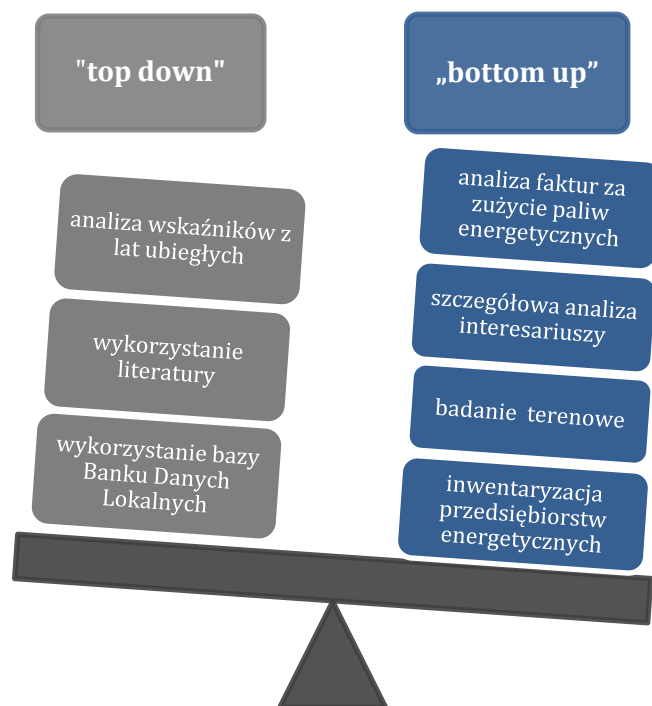 "top down"
„bottom up”
analiza wskaźników z
lat ubiegłych
wykorzystanie
literatury
wykorzystanie bazy
Banku Danych
Lokalnych
analiza faktur za
zużycie paliw
energetycznych
szczegółowa analiza
interesariuszy
badanie  terenowe
inwentaryzacja
przedsiębiorstw
energetycznych